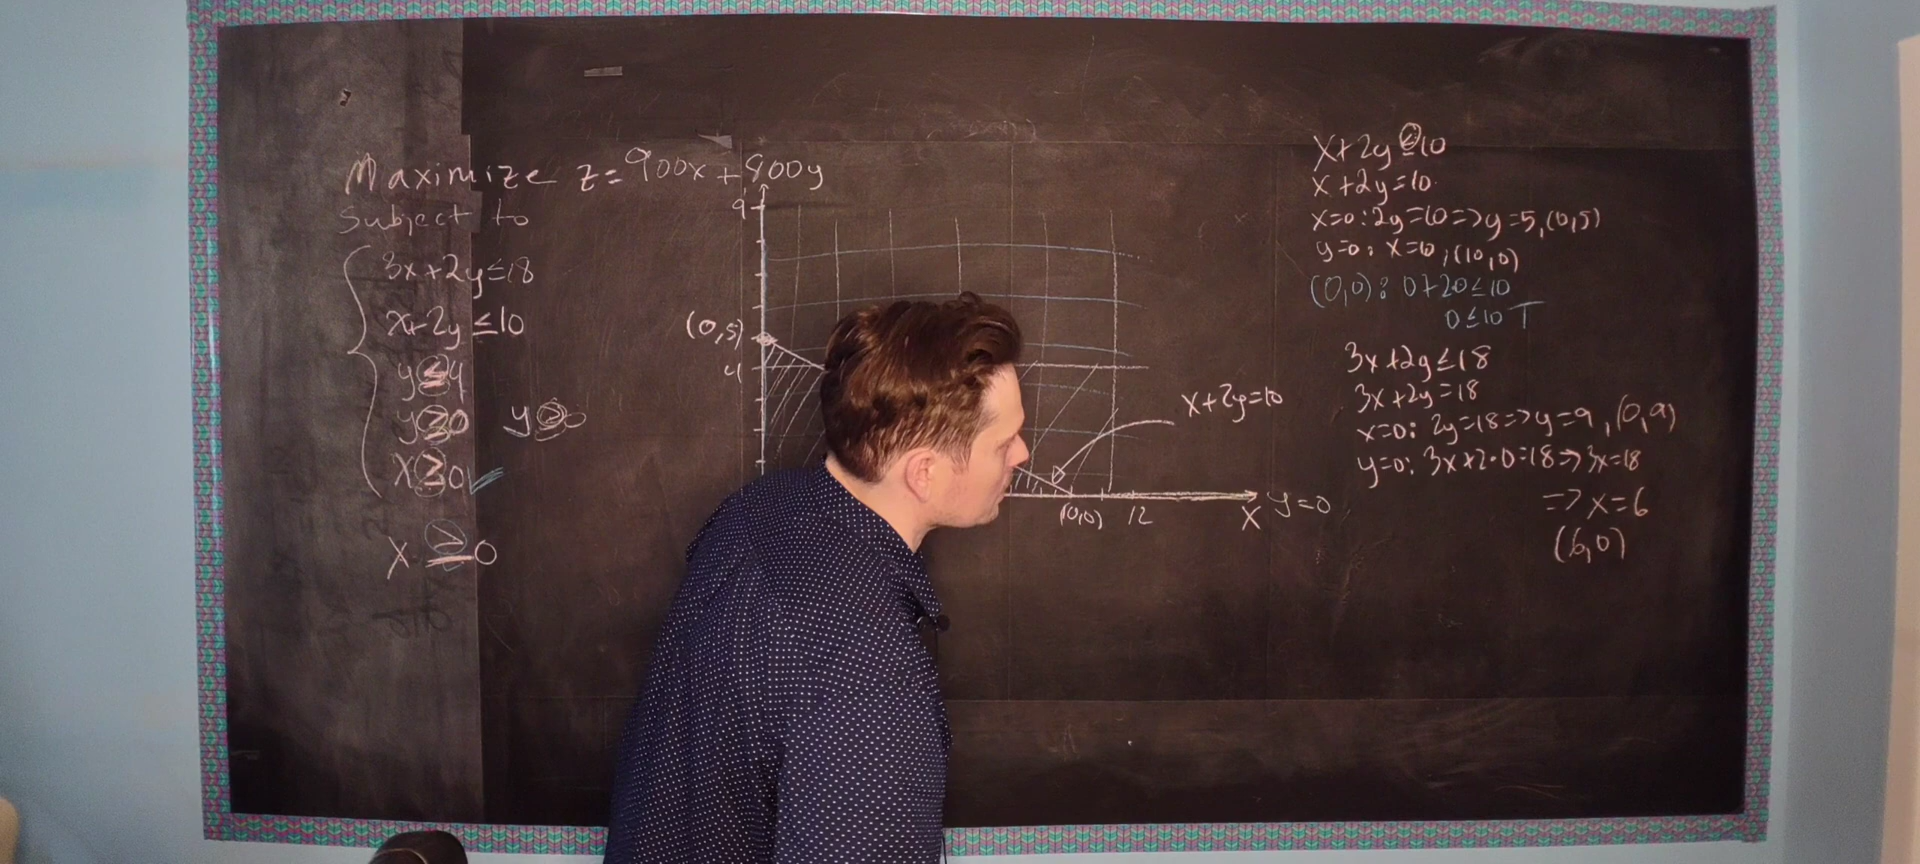 Maximize z=900x+800y
Subject to
3x+2y≤18
x+2y≤10
y≤4
y≥0 y≥0
x≥0
x≥0
9
(0,5)
4
x+2y=10
(10,0) 12 x y=0
x+2y≤10
x+2y=10
x=0:2y=10=>y=5,(0,5)
y=0: x=10,(10,0)
(0,0): 0+20≤10
0≤10 T
3x+2y≤18
3x+2y=18
x=0: 2y=18=>y=9,(0,9)
y=0: 3x+2·0=18=>3x=18
=>x=6
(6,0)